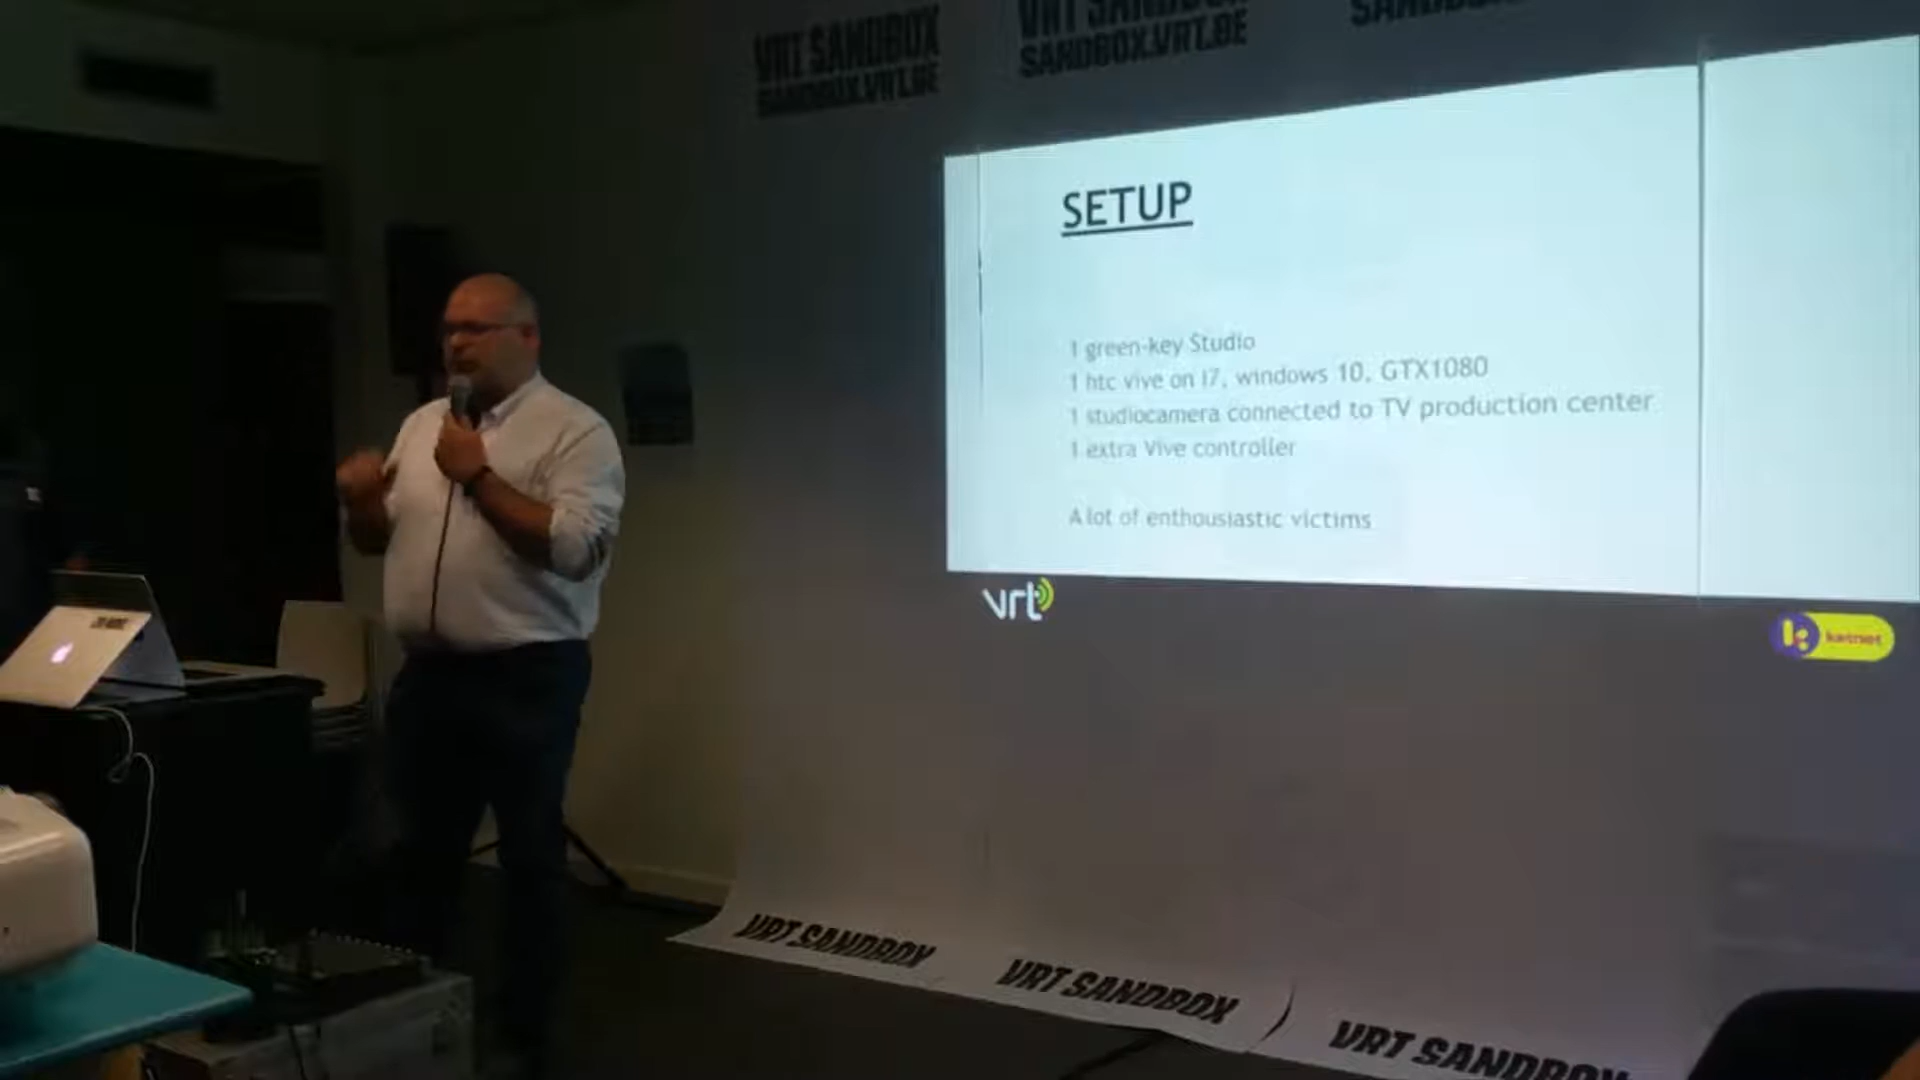 VRT SANDBOX
SANDBOX.VRT.BE
VRT SANDBOX
SANDBOX.VRT.BE
SETUP
1 green-key Studio
1 htc vive on I7, windows 10, GTX1080
1 studiocamera connected to TV production center
1 extra Vive controller
A lot of enthousiastic victims
vrt
ketnet
VRT SANDBOX
VRT SANDBOX
VRT SANDBOX